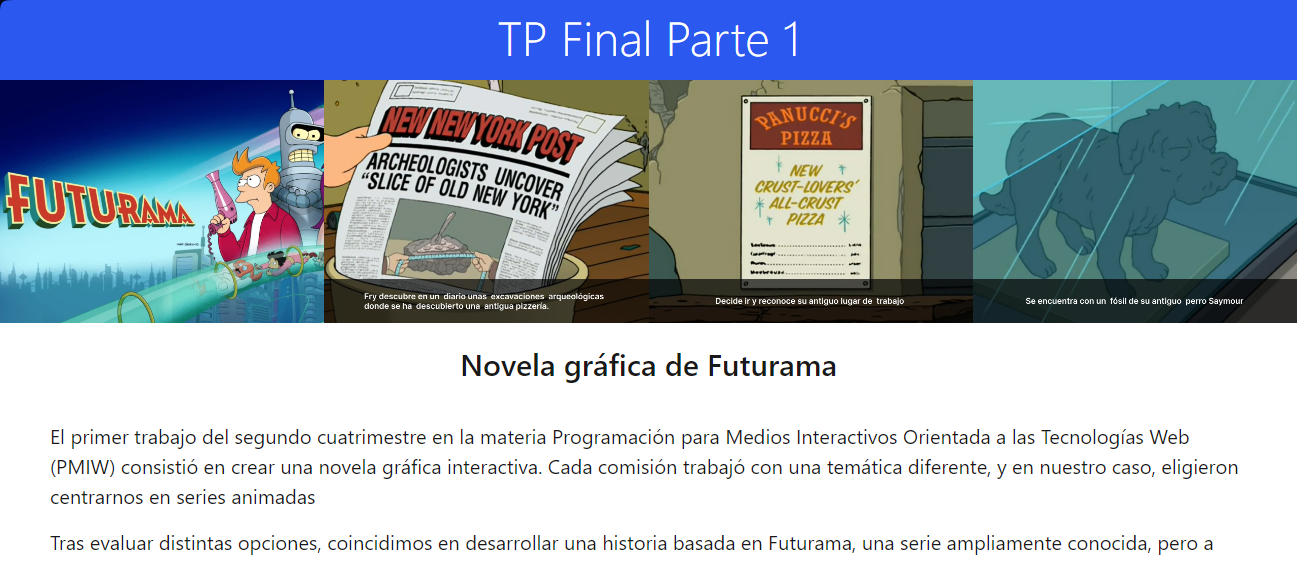 TP Final Parte 1
FUTURAMA
NEW NEW YORK POST
ARCHEOLOGISTS UNCOVER
"SLICE OF OLD NEW YORK"
Fry descubre en un diario unas excavaciones arqueológicas
donde se ha descubierto una antigua pizzería.
PANUCCI'S
PIZZA
NEW
CRUST-LOVERS'
ALL-CRUST
PIZZA
Decide ir y reconoce su antiguo lugar de trabajo
Se encuentra con un fósil de su antiguo perro Saymour
Novela gráfica de Futurama
El primer trabajo del segundo cuatrimestre en la materia Programación para Medios Interactivos Orientada a las Tecnologías Web
(PMIW) consistió en crear una novela gráfica interactiva. Cada comisión trabajó con una temática diferente, y en nuestro caso, eligieron
centrarnos en series animadas
Tras evaluar distintas opciones, coincidimos en desarrollar una historia basada en Futurama, una serie ampliamente conocida, pero a